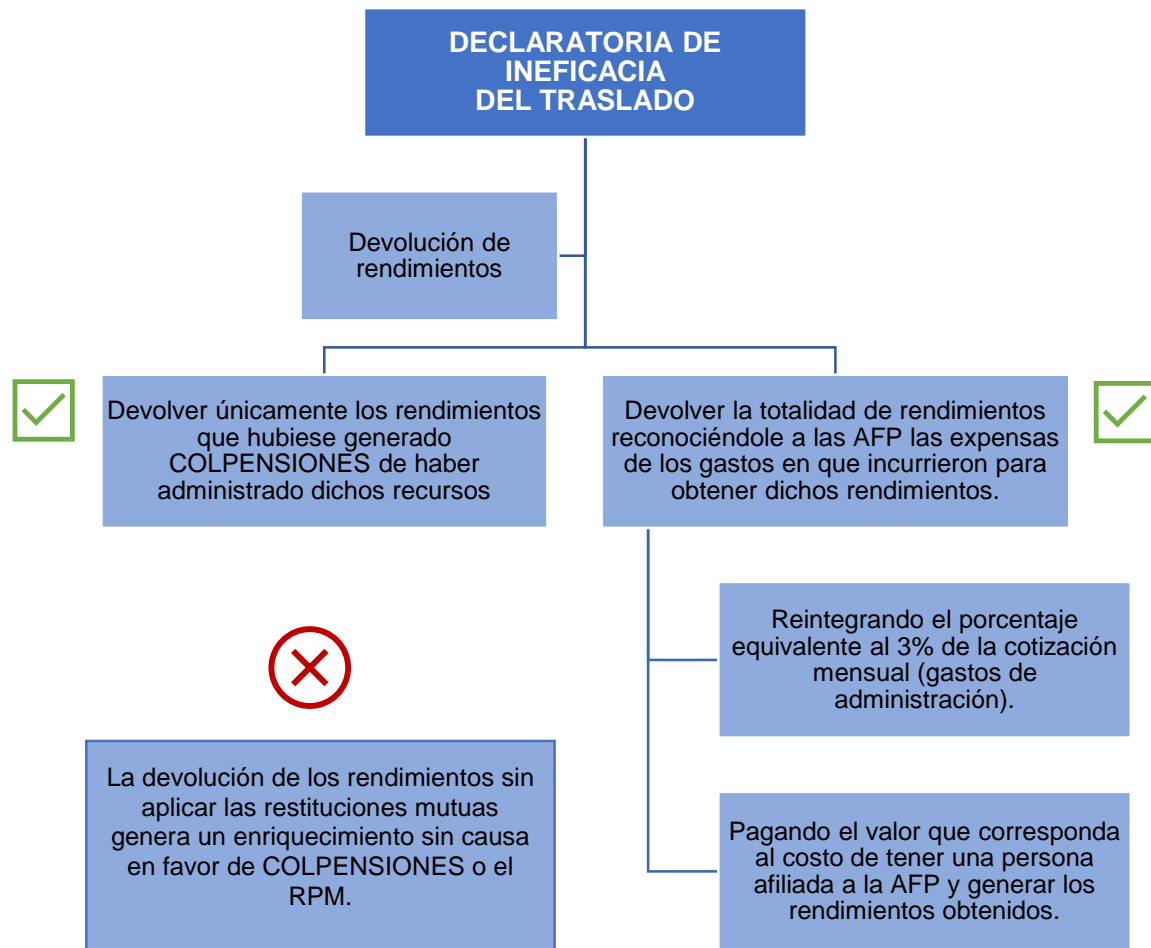 DECLARATORIA DE
INEFICACIA
DEL TRASLADO
Devolución de
rendimientos
Devolver únicamente los rendimientos
que hubiese generado
COLPENSIONES de haber
administrado dichos recursos
Devolver la totalidad de rendimientos
reconociéndole a las AFP las expensas
de los gastos en que incurrieron para
obtener dichos rendimientos.
Reintegrando el porcentaje
equivalente al 3% de la cotización
mensual (gastos de
administración).
La devolución de los rendimientos sin
aplicar las restituciones mutuas
genera un enriquecimiento sin causa
en favor de COLPENSIONES o el
RPM.
Pagando el valor que corresponda
al costo de tener una persona
afiliada a la AFP y generar los
rendimientos obtenidos.